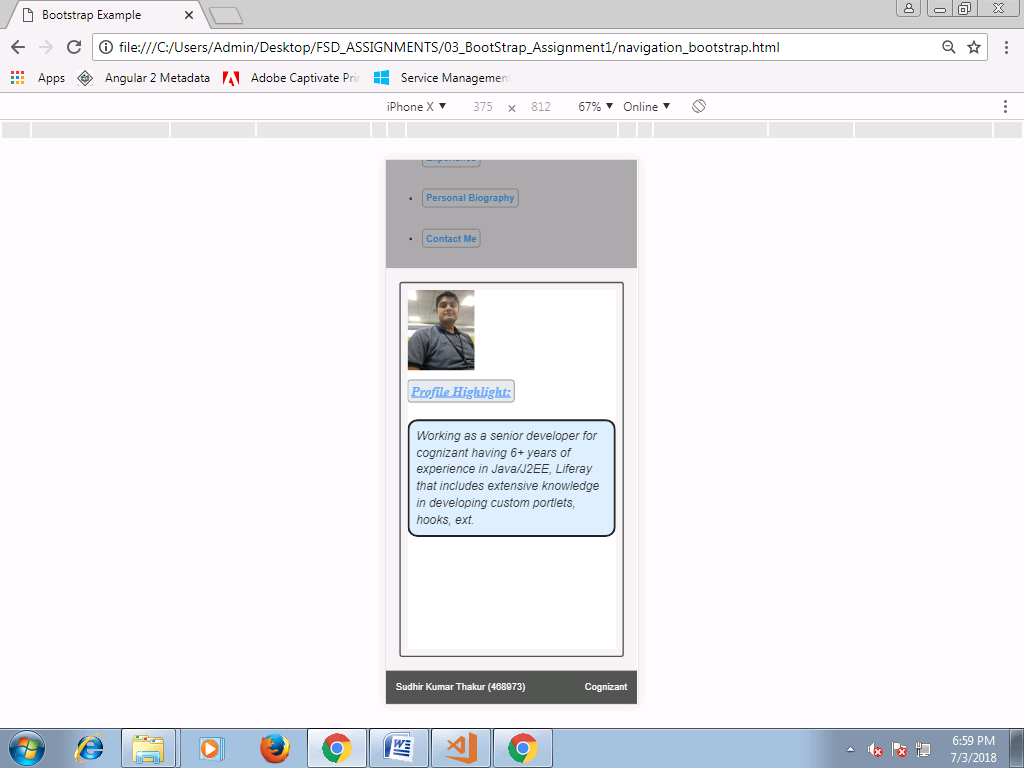 Bootstrap Example
file:///C:/Users/Admin/Desktop/FSD_ASSIGNMENTS/03_BootStrap_Assignment1/navigation_bootstrap.html
Apps Angular 2 Metadata Adobe Captivate Pri Service Managemen
iPhone X ▼ 375 × 812 67% ▼ Online ▼
Experience
• Personal Biography
• Contact Me
Profile Highlight:
Working as a senior developer for
cognizant having 6+ years of
experience in Java/J2EE, Liferay
that includes extensive knowledge
in developing custom portlets,
hooks, ext.
Sudhir Kumar Thakur (468973) Cognizant
6:59 PM
7/3/2018